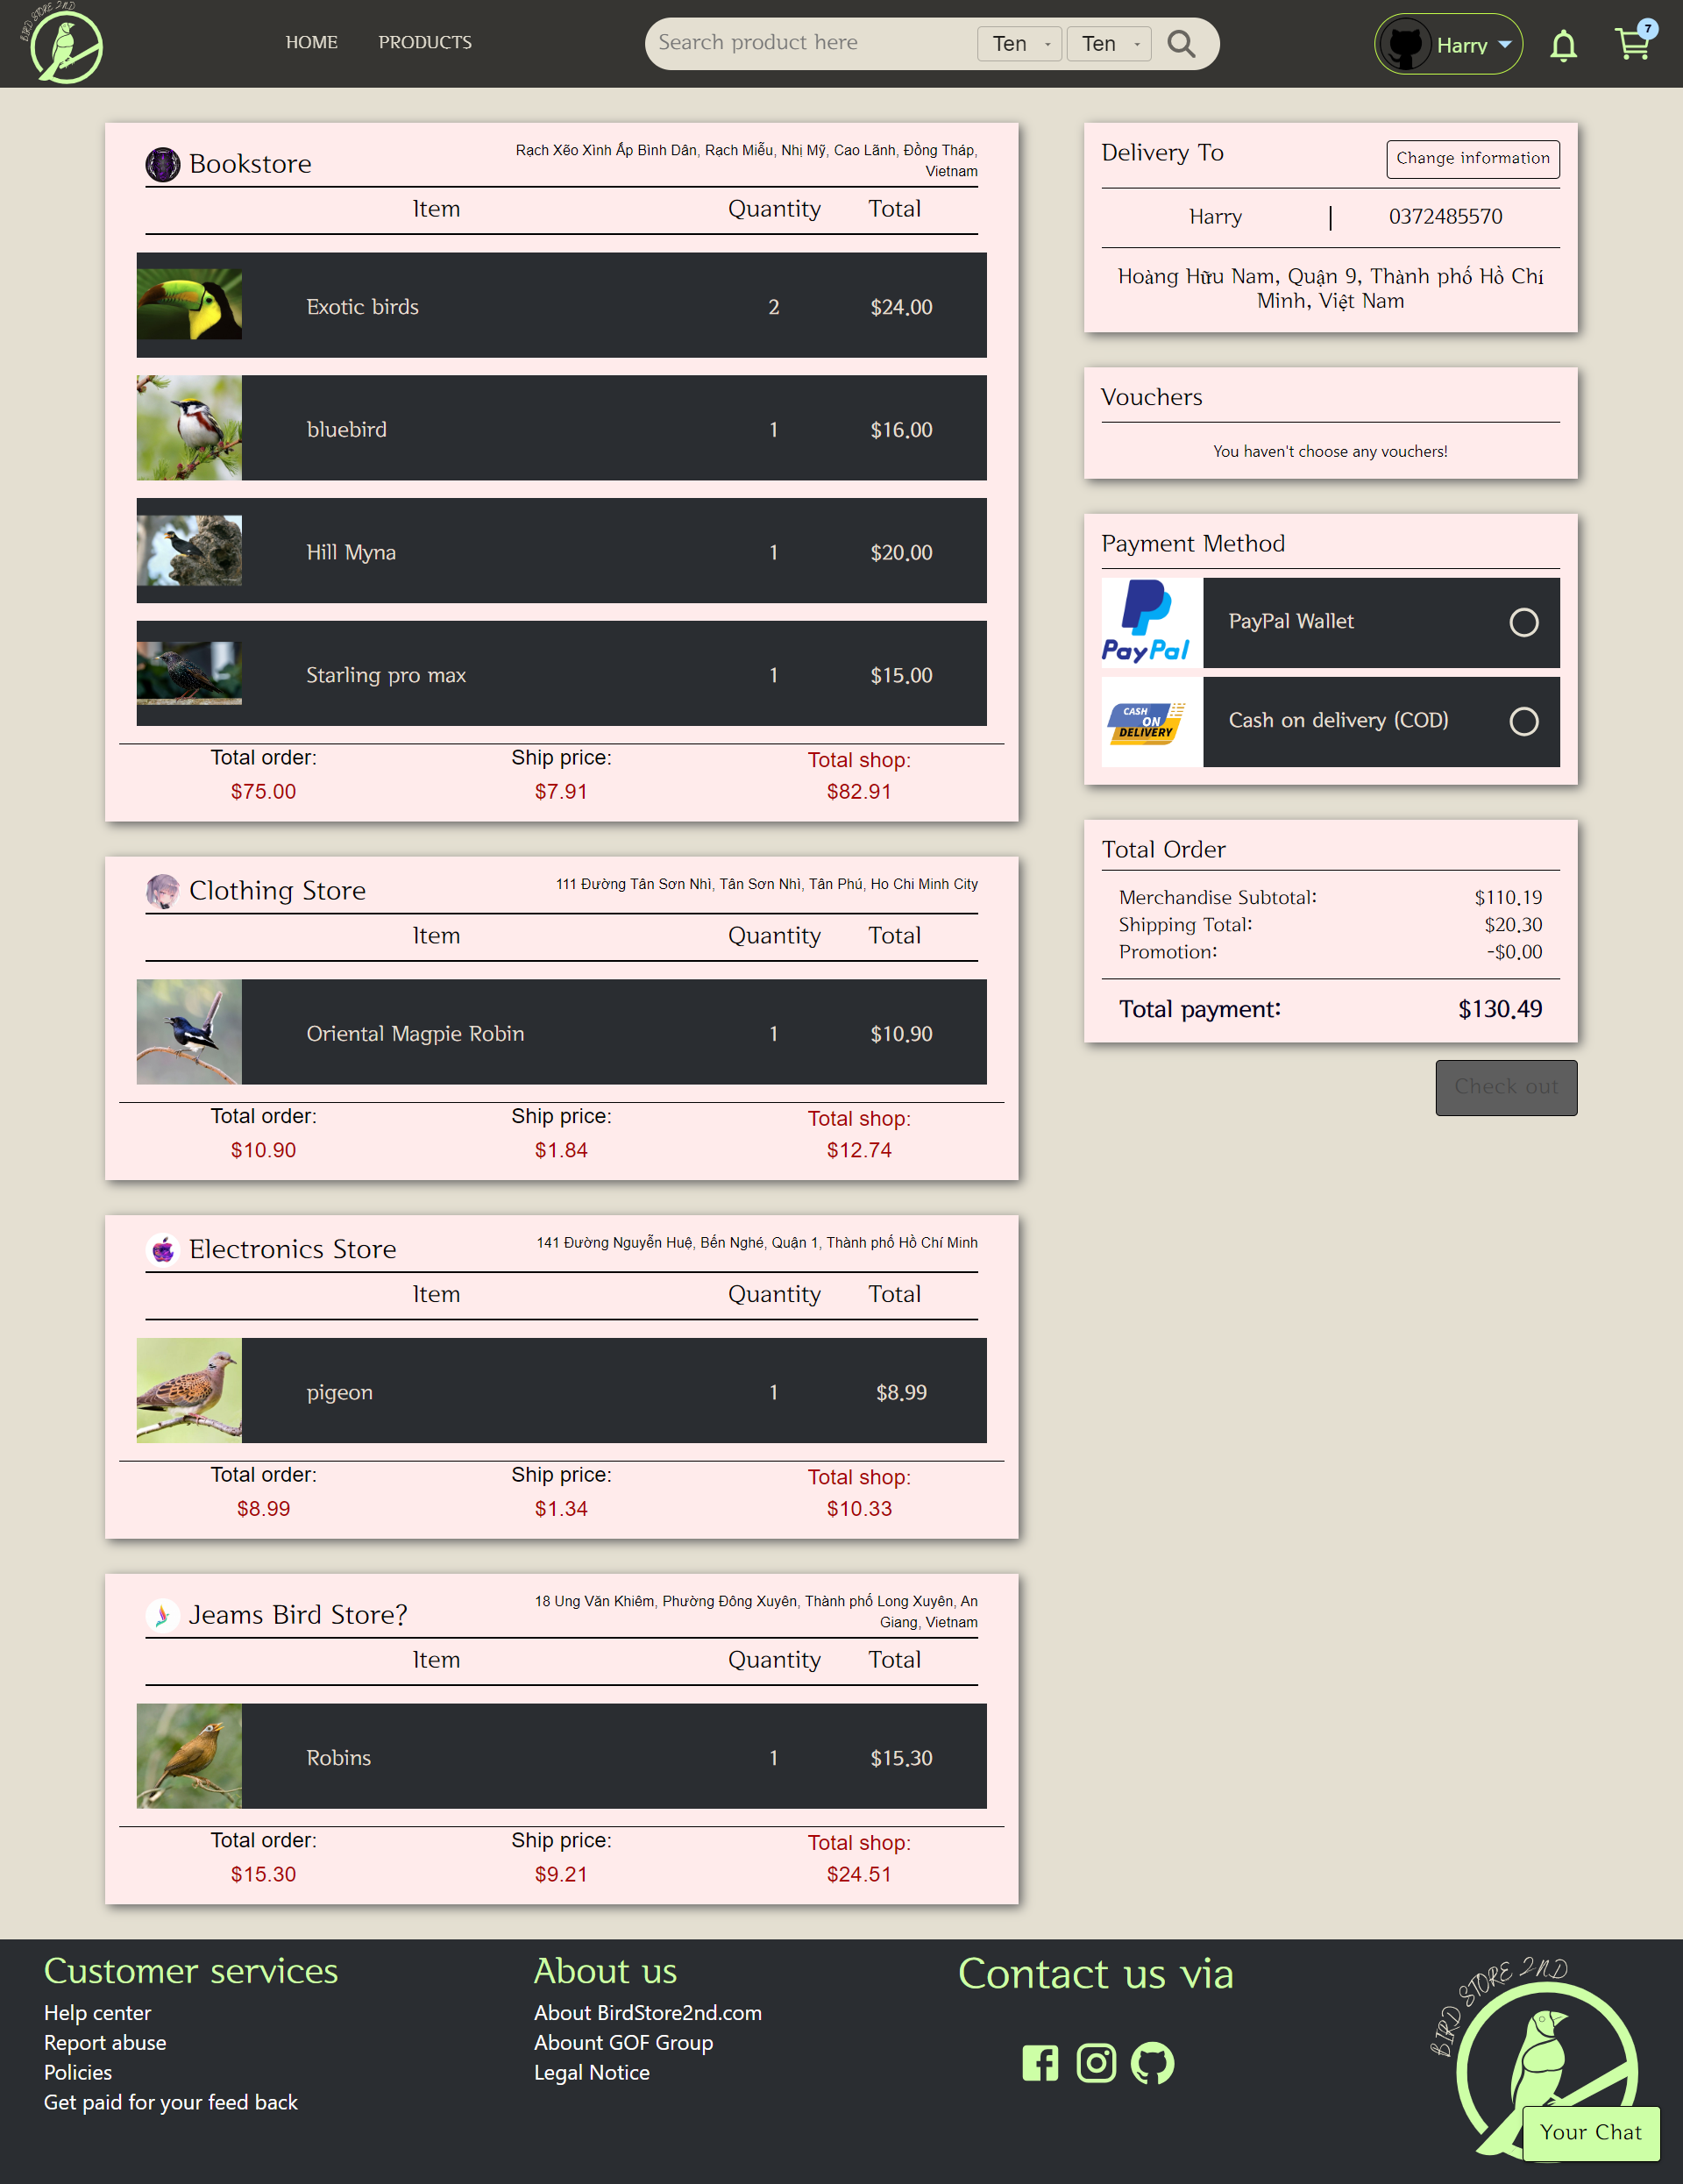 BIRD STORE 2ND
HOME
PRODUCTS
Search product here
Ten
Ten
Harry
7
Bookstore
Rạch Xẽo Xình Ấp Bình Dân, Rạch Miễu, Nhị Mỹ, Cao Lãnh, Đồng Tháp,
Vietnam
Item Quantity Total
Exotic birds 2 $24.00
bluebird 1 $16.00
Hill Myna 1 $20.00
Starling pro max 1 $15.00
Total order: Ship price: Total shop:
$75.00 $7.91 $82.91
Clothing Store
111 Đường Tân Sơn Nhì, Tân Sơn Nhì, Tân Phú, Ho Chi Minh City
Item Quantity Total
Oriental Magpie Robin 1 $10.90
Total order: Ship price: Total shop:
$10.90 $1.84 $12.74
Electronics Store
141 Đường Nguyễn Huệ, Bến Nghé, Quận 1, Thành phố Hồ Chí Minh
Item Quantity Total
pigeon 1 $8.99
Total order: Ship price: Total shop:
$8.99 $1.34 $10.33
Jeams Bird Store?
18 Ung Văn Khiêm, Phường Đông Xuyên, Thành phố Long Xuyên, An
Giang, Vietnam
Item Quantity Total
Robins 1 $15.30
Total order: Ship price: Total shop:
$15.30 $9.21 $24.51
Delivery To
Change information
Harry | 0372485570
Hoàng Hữu Nam, Quận 9, Thành phố Hồ Chí
Minh, Việt Nam
Vouchers
You haven't choose any vouchers!
Payment Method
PayPal
PayPal Wallet
CASH
ON
DELIVERY
Cash on delivery (COD)
Total Order
Merchandise Subtotal: $110.19
Shipping Total: $20.30
Promotion: -$0.00
Total payment: $130.49
Check out
Customer services
Help center
Report abuse
Policies
Get paid for your feed back
About us
About BirdStore2nd.com
Abount GOF Group
Legal Notice
Contact us via
BIRD STORE 2ND
Your Chat